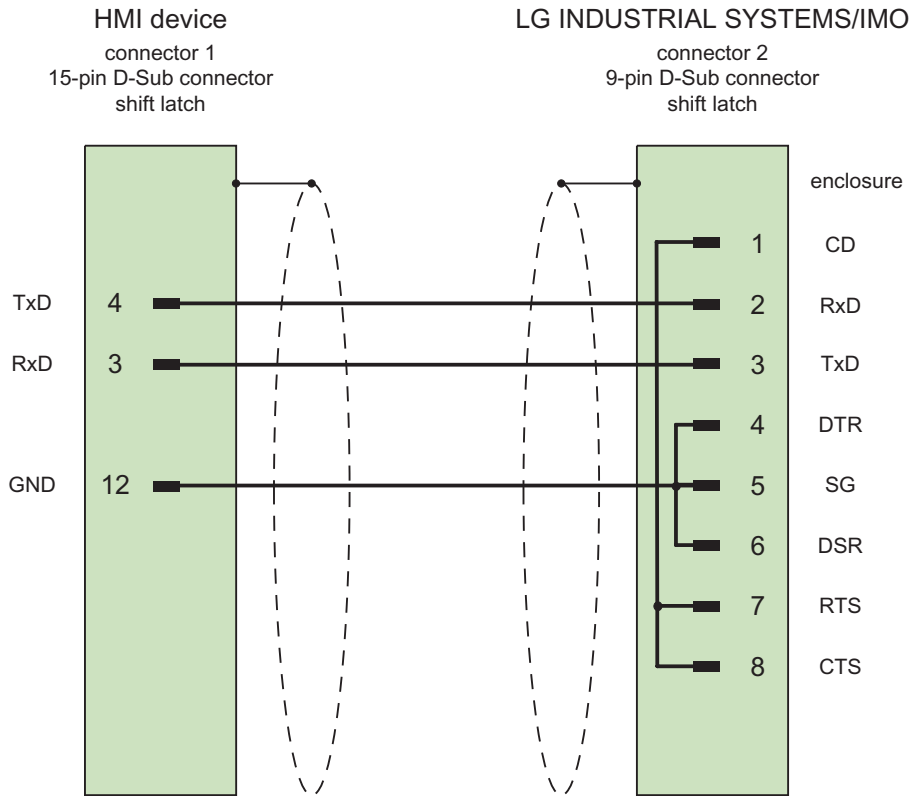 HMI device
connector 1
15-pin D-Sub connector
shift latch
LG INDUSTRIAL SYSTEMS/IMO
connector 2
9-pin D-Sub connector
shift latch
enclosure
1 CD
TxD 4 2 RxD
RxD 3 3 TxD
4 DTR
GND 12 5 SG
6 DSR
7 RTS
8 CTS